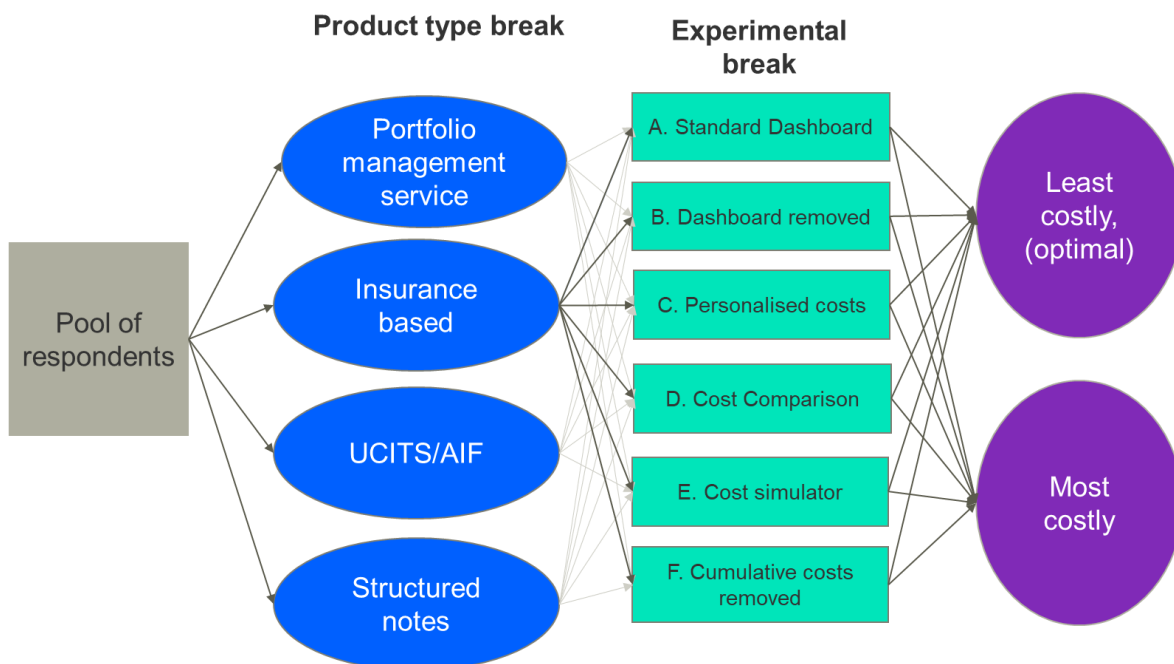 Product type break
Experimental
break
Pool of
respondents
Portfolio
management
service
Insurance
based
UCITS/AIF
Structured
notes
A. Standard Dashboard
B. Dashboard removed
C. Personalised costs
D. Cost Comparison
E. Cost simulator
F. Cumulative costs
removed
Least
costly,
(optimal)
Most
costly